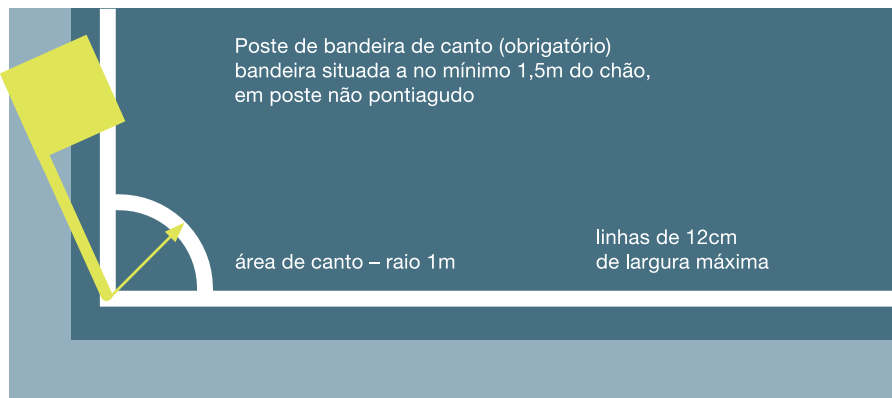 Poste de bandeira de canto (obrigatório)
bandeira situada a no mínimo 1,5m do chão,
em poste não pontiagudo
linhas de 12cm
de largura máxima
área de canto – raio 1m